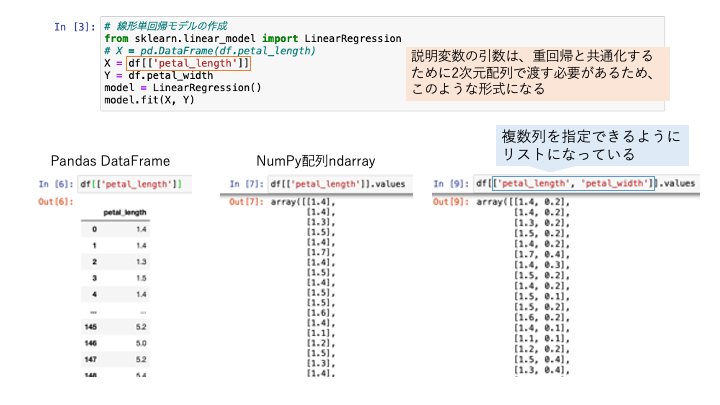 In [3]: # 線形単回帰モデルの作成
from sklearn.linear_model import LinearRegression
# X = pd.DataFrame(df.petal_length)
X = df[['petal_length']]
Y = df.petal_width
model = LinearRegression()
model.fit(X, Y)
説明変数の引数は、重回帰と共通化する
ために2次元配列で渡す必要があるため、
このような形式になる
複数列を指定できるように
リストになっている
Pandas DataFrame
In [6]: df[['petal_length']]
Out[6]:
petal_length
0 1.4
1 1.4
2 1.3
3 1.5
4 1.4
... ...
145 5.2
146 5.0
147 5.2
148 5.4
NumPy配列ndarray
In [7]: df[['petal_length']].values
Out[7]: array([[1.4],
[1.4],
[1.3],
[1.5],
[1.4],
[1.7],
[1.4],
[1.5],
[1.4],
[1.5],
[1.5],
[1.6],
[1.4],
[1.1],
[1.2],
[1.5],
[1.3],
[1.4],
In [9]: df[['petal_length', 'petal_width']].values
Out[9]: array([[1.4, 0.2],
[1.4, 0.2],
[1.3, 0.2],
[1.5, 0.2],
[1.4, 0.2],
[1.7, 0.4],
[1.4, 0.3],
[1.5, 0.2],
[1.4, 0.2],
[1.5, 0.1],
[1.5, 0.2],
[1.6, 0.2],
[1.4, 0.1],
[1.1, 0.1],
[1.2, 0.2],
[1.5, 0.4],
[1.3, 0.4],